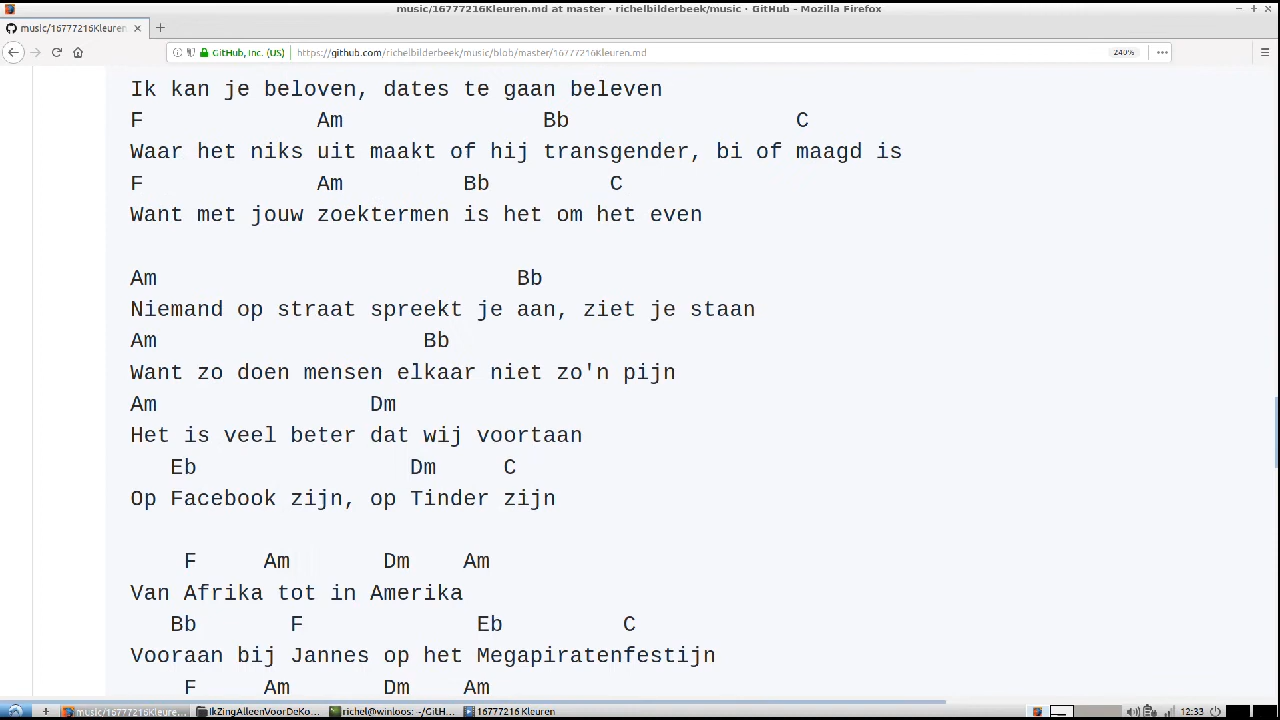 music/16777216Kleuren.md at master · richelbilderbeek/music · GitHub - Mozilla Firefox
music/16777216Kleuren.
GitHub, Inc. (US)
https://github.com/richelbilderbeek/music/blob/master/16777216Kleuren.md
240%
Ik kan je beloven, dates te gaan beleven
F Am Bb C
Waar het niks uit maakt of hij transgender, bi of maagd is
F Am Bb C
Want met jouw zoektermen is het om het even
Am Bb
Niemand op straat spreekt je aan, ziet je staan
Am Bb
Want zo doen mensen elkaar niet zo'n pijn
Am Dm
Het is veel beter dat wij voortaan
Eb Dm C
Op Facebook zijn, op Tinder zijn
F Am Dm Am
Van Afrika tot in Amerika
Bb F Eb C
Vooraan bij Jannes op het Megapiratenfestijn
F Am Dm Am
music/16777216Kleure...
IkZingAlleenVoorDeKo...
richel@winloos: ~/GitH...
16777216 Kleuren
12:33